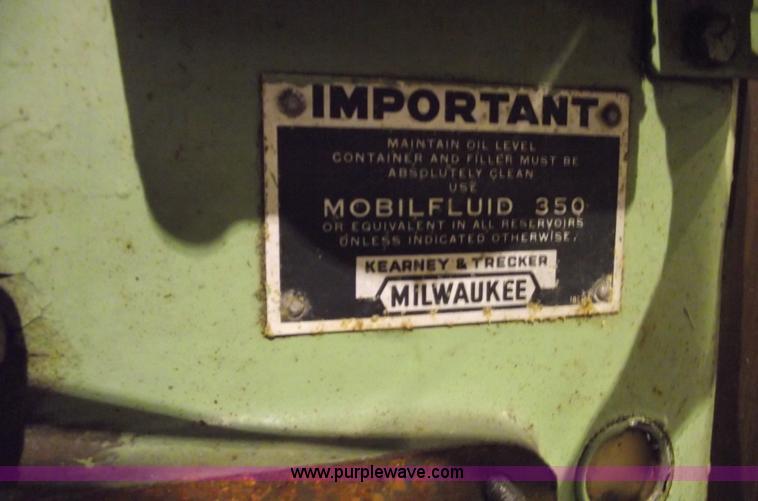 IMPORTANT
MAINTAIN OIL LEVEL
CONTAINER AND FILLER MUST BE
ABSOLUTELY CLEAN
USE
MOBILFLUID 350
OR EQUIVALENT IN ALL RESERVOIRS
UNLESS INDICATED OTHERWISE.
KEARNEY & TRECKER
MILWAUKEE
www.purplewave.com